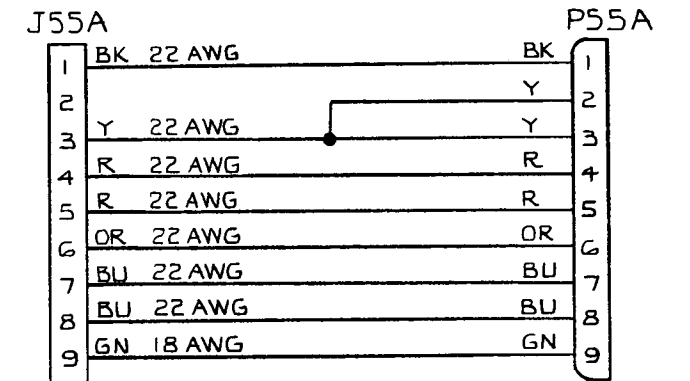 J55A P55A
1 BK 22 AWG BK 1
2 Y 2
3 Y 22 AWG Y 3
4 R 22 AWG R 4
5 R 22 AWG R 5
6 OR 22 AWG OR 6
7 BU 22 AWG BU 7
8 BU 22 AWG BU 8
9 GN 18 AWG GN 9